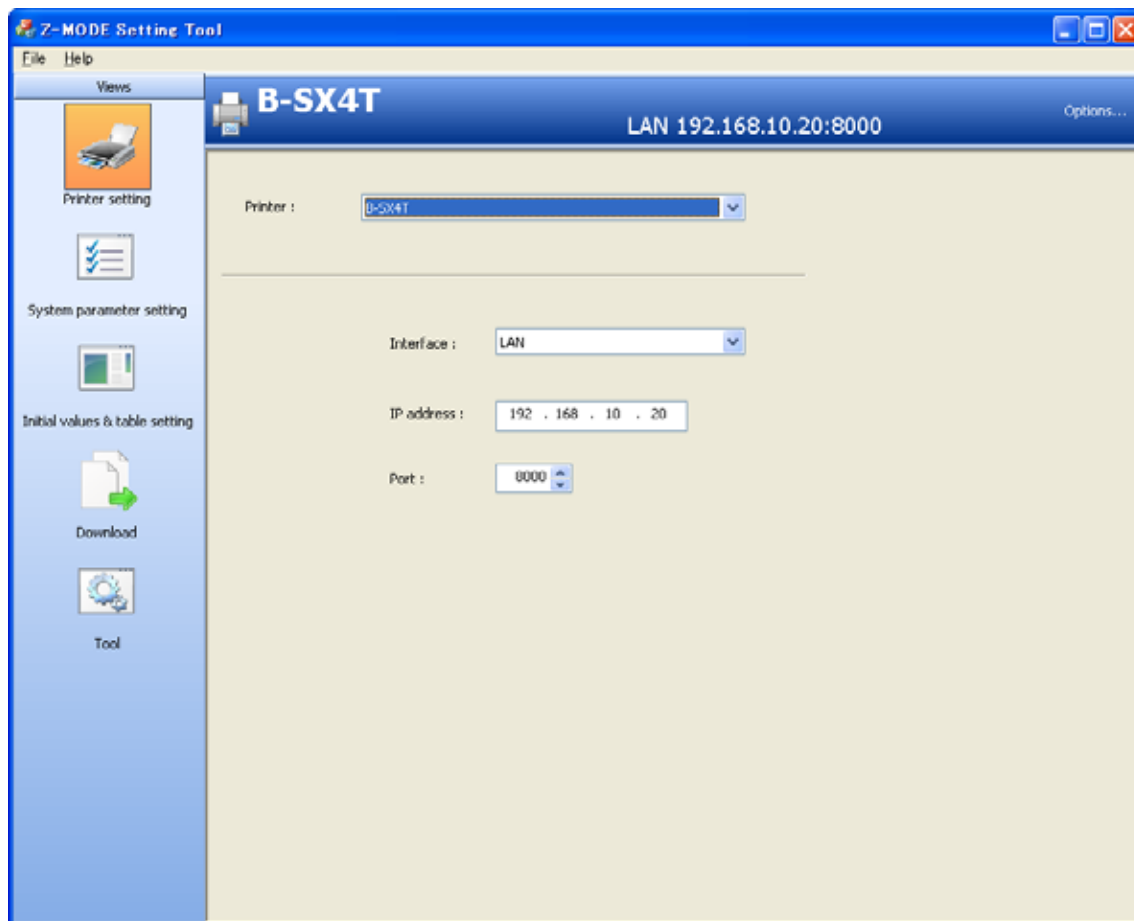 Z-MODE Setting Tool
File Help
Views
B-SX4T
LAN 192.168.10.20:8000
Options...
Printer setting
Printer :
B-SX4T
System parameter setting
Interface :
LAN
Initial values & table setting
IP address :
192 . 168 . 10 . 20
Port :
8000
Download
Tool